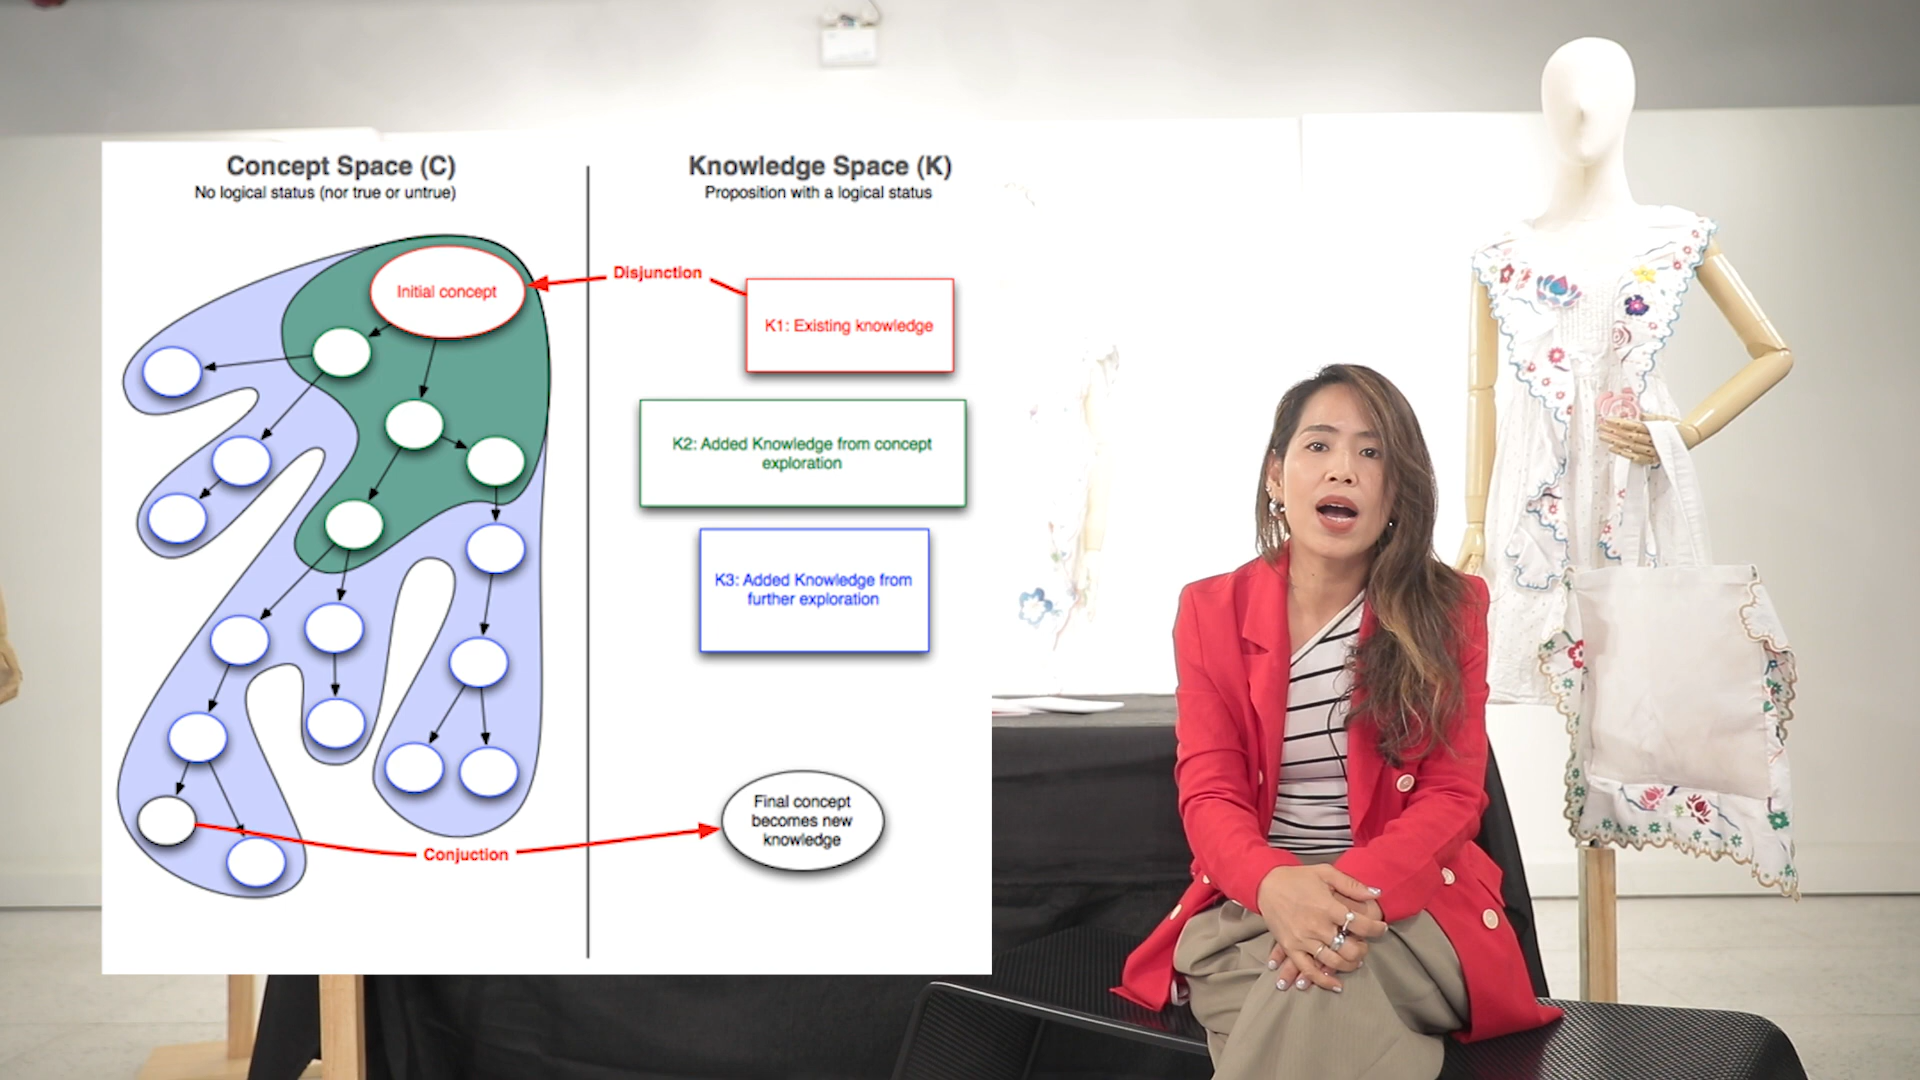 Concept Space (C)
No logical status (nor true or untrue)
Knowledge Space (K)
Proposition with a logical status
Initial concept
Disjunction
K1: Existing knowledge
K2: Added Knowledge from concept
exploration
K3: Added Knowledge from
further exploration
Final concept
becomes new
knowledge
Conjuction